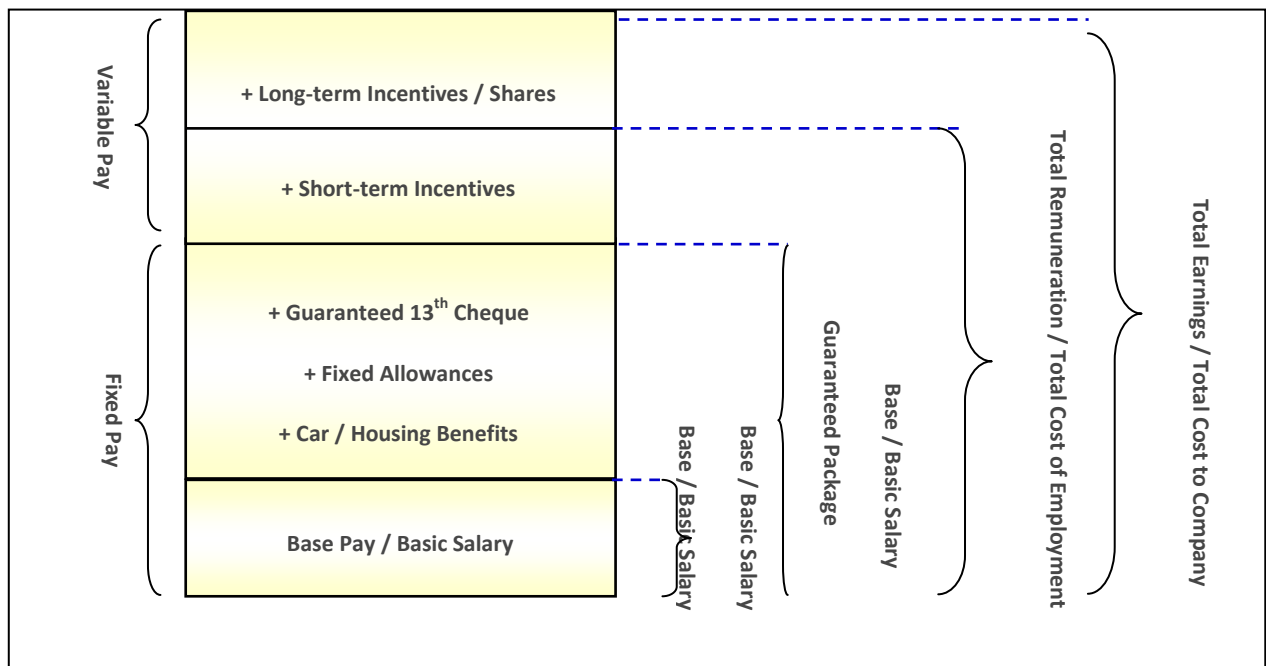 Variable Pay
Fixed Pay
+ Long-term Incentives / Shares
+ Short-term Incentives
+ Guaranteed 13th Cheque
+ Fixed Allowances
+ Car / Housing Benefits
Base Pay / Basic Salary
Base / Basic Salary
Base / Basic Salary
Guaranteed Package
Base / Basic Salary
Total Remuneration / Total Cost of Employment
Total Earnings / Total Cost to Company